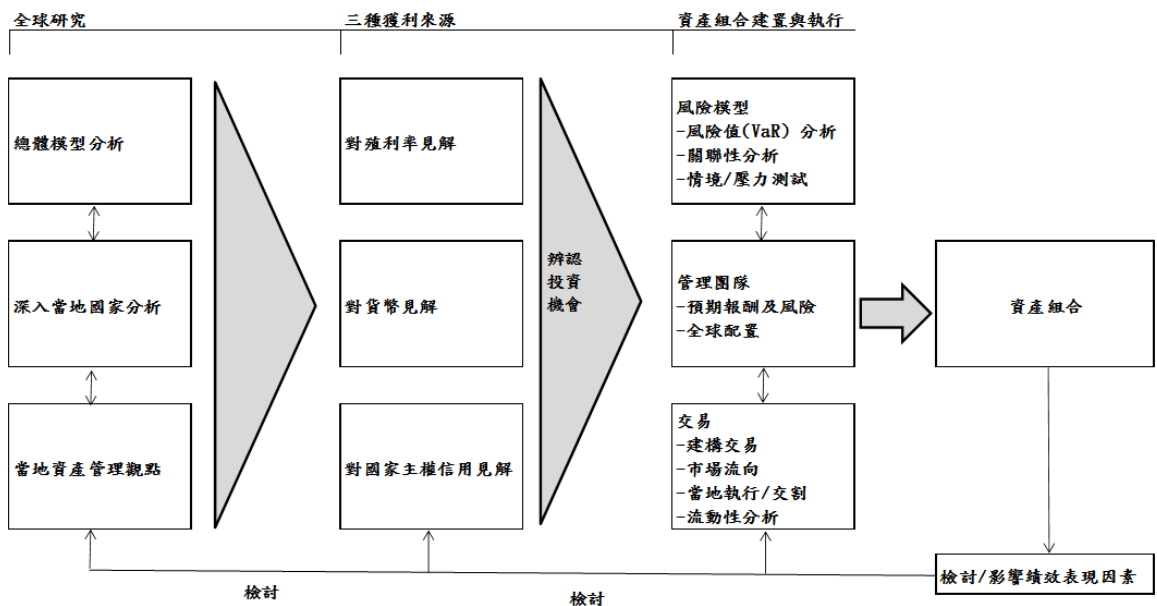 全球研究
三種獲利來源
資產組合建置與執行
總體模型分析
深入當地國家分析
當地資產管理觀點
對殖利率見解
對貨幣見解
對國家主權信用見解
辨認
投資
機會
風險模型
-風險值(VaR) 分析
-關聯性分析
-情境/壓力測試
管理團隊
-預期報酬及風險
-全球配置
交易
-建構交易
-市場流向
-當地執行/交割
-流動性分析
資產組合
檢討/影響績效表現因素
檢討
檢討